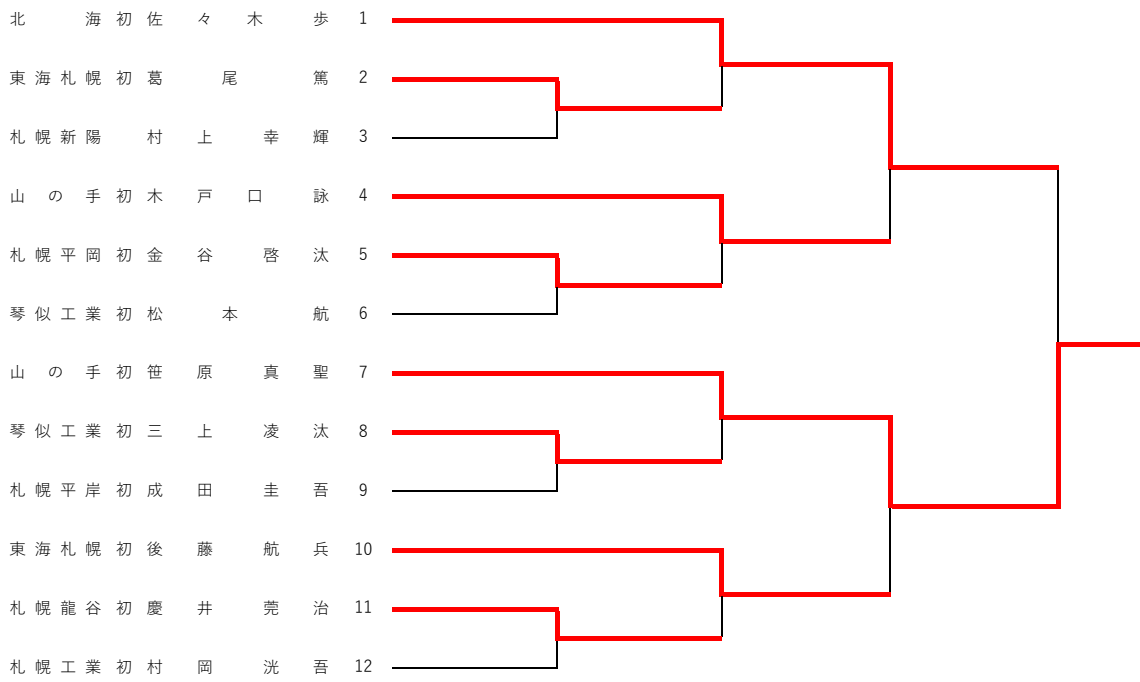 北海初佐々木歩 1
東海札幌初葛尾篤 2
札幌新陽 村上幸輝 3
山の手初木戸口詠 4
札幌平岡初金谷啓汰 5
琴似工業初松本航 6
山の手初笹原真聖 7
琴似工業初三上凌汰 8
札幌平岸初成田圭吾 9
東海札幌初後藤航兵 10
札幌龍谷初慶井莞治 11
札幌工業初村岡洸吾 12